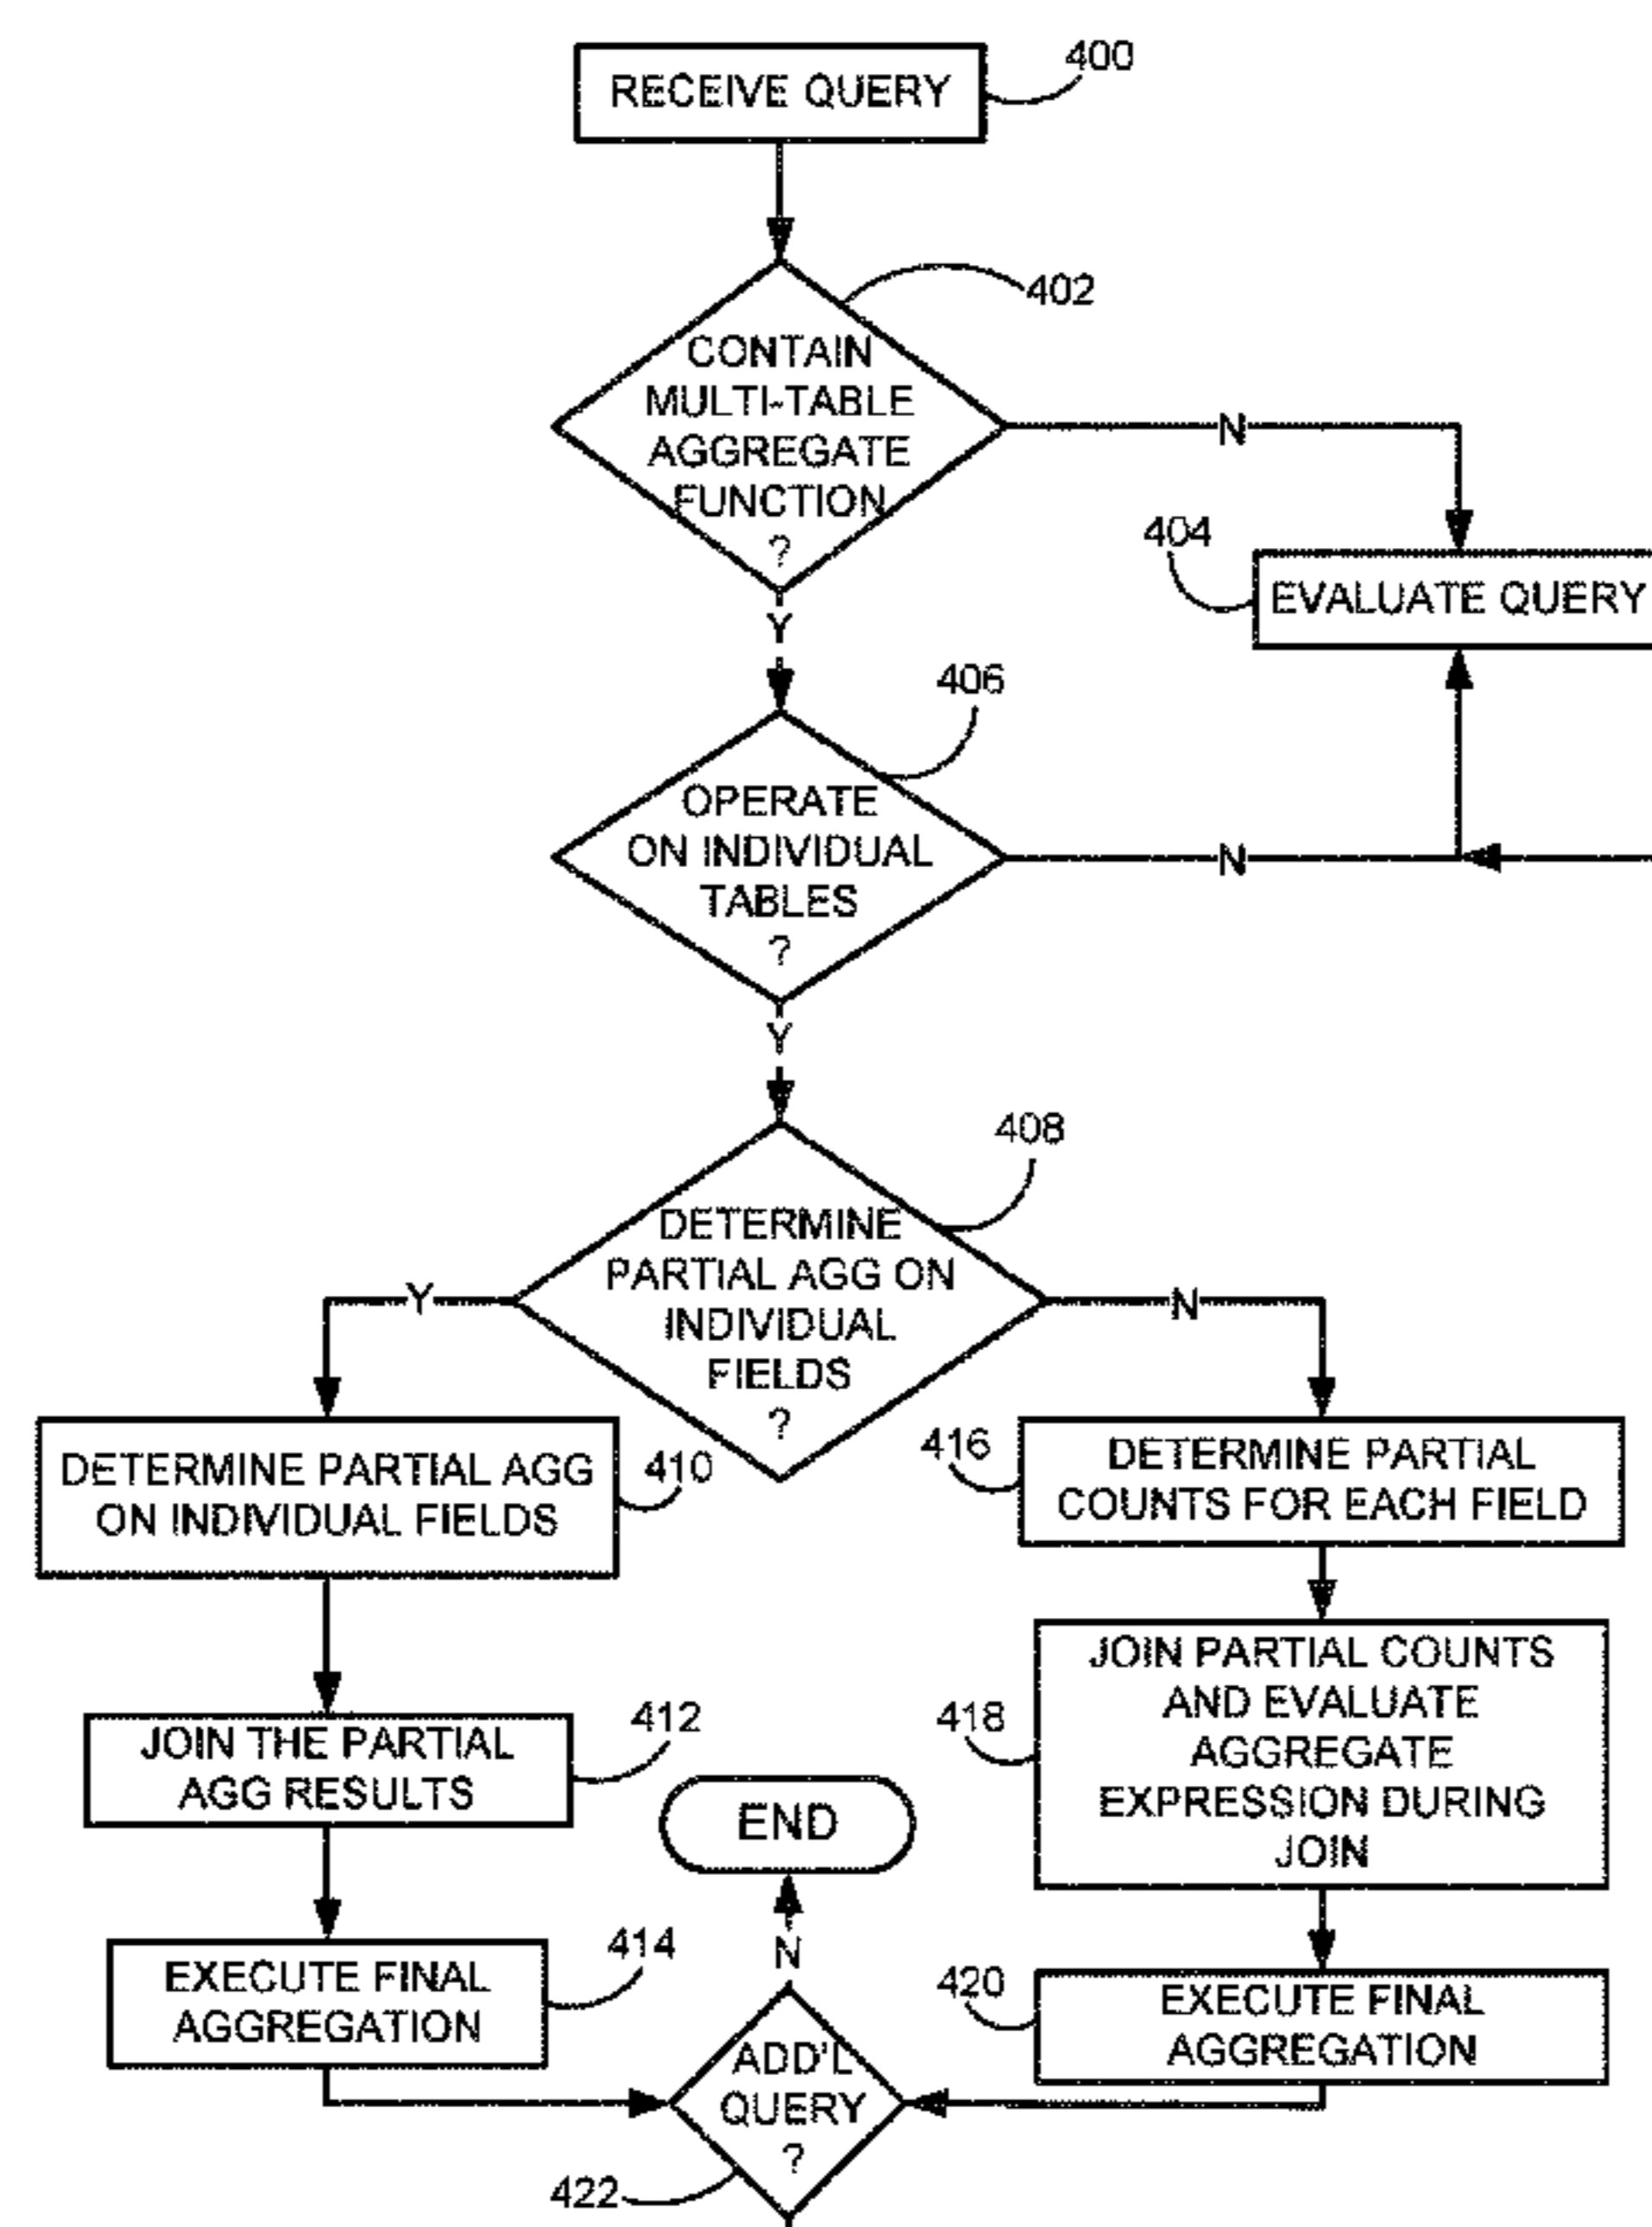 RECEIVE QUERY
400
402
CONTAIN
MULTI-TABLE
AGGREGATE
FUNCTION
?
N
404
EVALUATE QUERY
Y
406
OPERATE
ON INDIVIDUAL
TABLES
?
N
Y
408
DETERMINE
PARTIAL AGG ON
INDIVIDUAL
FIELDS
?
Y
N
DETERMINE PARTIAL AGG
ON INDIVIDUAL FIELDS
410
416
DETERMINE PARTIAL
COUNTS FOR EACH FIELD
JOIN THE PARTIAL
AGG RESULTS
412
418
JOIN PARTIAL COUNTS
AND EVALUATE
AGGREGATE
EXPRESSION DURING
JOIN
END
N
EXECUTE FINAL
AGGREGATION
414
420
EXECUTE FINAL
AGGREGATION
ADD'L
QUERY
?
422